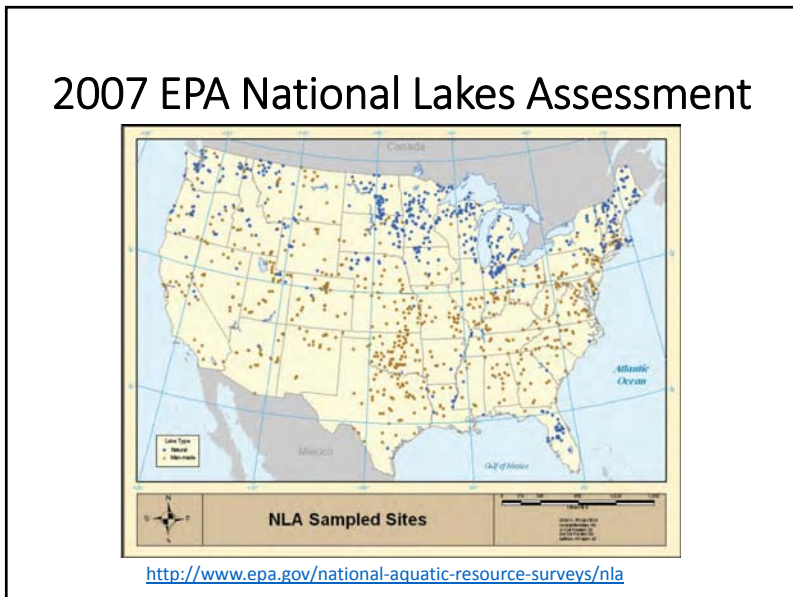 2007 EPA National Lakes Assessment
Canada
Atlantic
Ocean
Mexico
Gulf of Mexico
Lake Type
Natural
Man-made
N
W
S
NLA Sampled Sites
http://www.epa.gov/national-aquatic-resource-surveys/nla